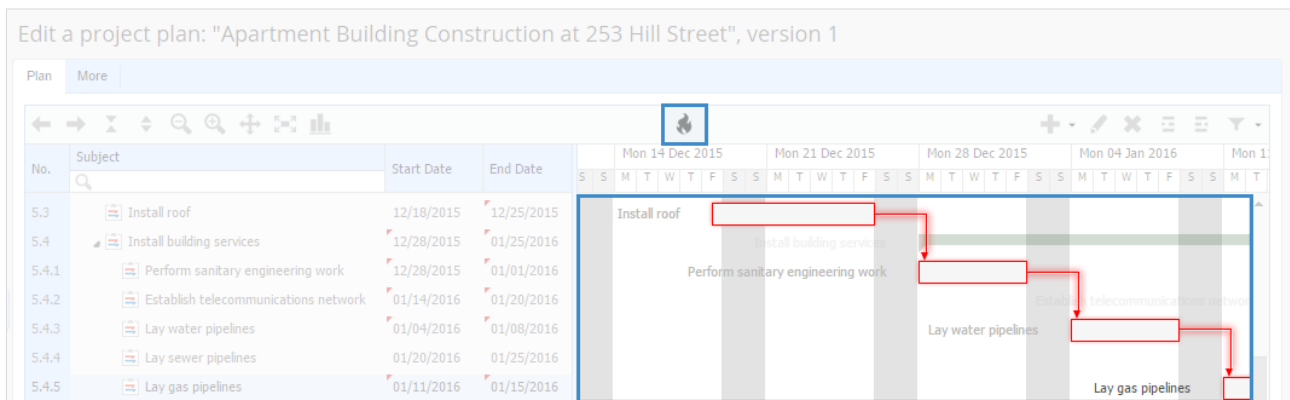 Edit a project plan: "Apartment Building Construction at 253 Hill Street", version 1
Plan More
No. Subject Start Date End Date Mon 14 Dec 2015 Mon 21 Dec 2015 Mon 28 Dec 2015 Mon 04 Jan 2016 Mon 1
S S M T W T F S S M T W T F S S M T W T F S S M T W T F S S M T
5.3 Install roof 12/18/2015 12/25/2015 Install roof
5.4 Install building services 12/28/2015 01/25/2016 Install building services
5.4.1 Perform sanitary engineering work 12/28/2015 01/01/2016 Perform sanitary engineering work
5.4.2 Establish telecommunications network 01/14/2016 01/20/2016 Establish telecommunications networ
5.4.3 Lay water pipelines 01/04/2016 01/08/2016 Lay water pipelines
5.4.4 Lay sewer pipelines 01/20/2016 01/25/2016
5.4.5 Lay gas pipelines 01/11/2016 01/15/2016 Lay gas pipelines